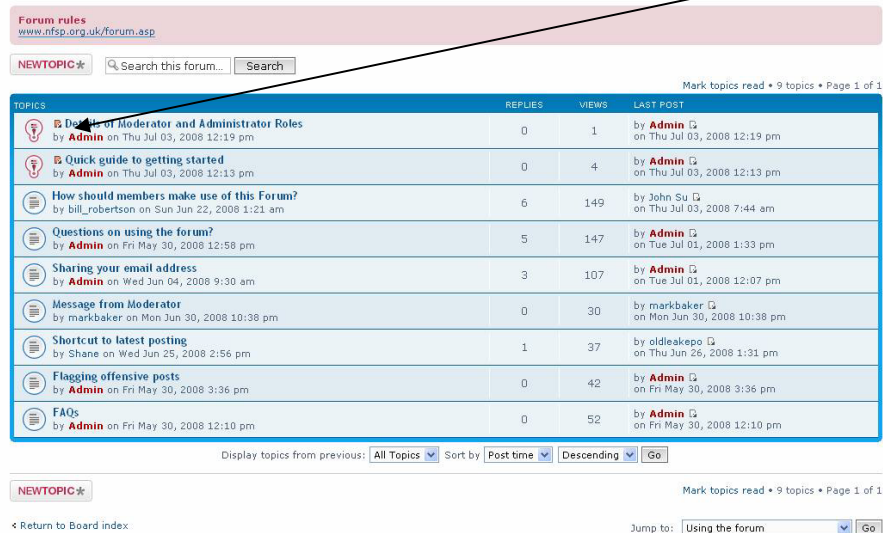 Forum rules
www.nfsp.org.uk/forum.asp
NEWTOPIC* Search this forum... Search
Mark topics read • 9 topics • Page 1 of 1
TOPICS REPLIES VIEWS LAST POST
Details of Moderator and Administrator Roles
by Admin on Thu Jul 03, 2008 12:19 pm
0 1
by Admin
on Thu Jul 03, 2008 12:19 pm
Quick guide to getting started
by Admin on Thu Jul 03, 2008 12:13 pm
0 4
by Admin
on Thu Jul 03, 2008 12:13 pm
How should members make use of this Forum?
by bill_robertson on Sun Jun 22, 2008 1:21 am
6 149
by John Su
on Thu Jul 03, 2008 7:44 am
Questions on using the forum?
by Admin on Fri May 30, 2008 12:58 pm
5 147
by Admin
on Tue Jul 01, 2008 1:33 pm
Sharing your email address
by Admin on Wed Jun 04, 2008 9:30 am
3 107
by Admin
on Tue Jul 01, 2008 12:07 pm
Message from Moderator
by markbaker on Mon Jun 30, 2008 10:38 pm
0 30
by markbaker
on Mon Jun 30, 2008 10:38 pm
Shortcut to latest posting
by Shane on Wed Jun 25, 2008 2:56 pm
1 37
by oldleakepo
on Thu Jun 26, 2008 1:31 pm
Flagging offensive posts
by Admin on Fri May 30, 2008 3:36 pm
0 42
by Admin
on Fri May 30, 2008 3:36 pm
FAQs
by Admin on Fri May 30, 2008 12:10 pm
0 52
by Admin
on Fri May 30, 2008 12:10 pm
Display topics from previous: All Topics Sort by Post time Descending Go
NEWTOPIC*
Mark topics read • 9 topics • Page 1 of 1
Return to Board index
Jump to: Using the forum Go